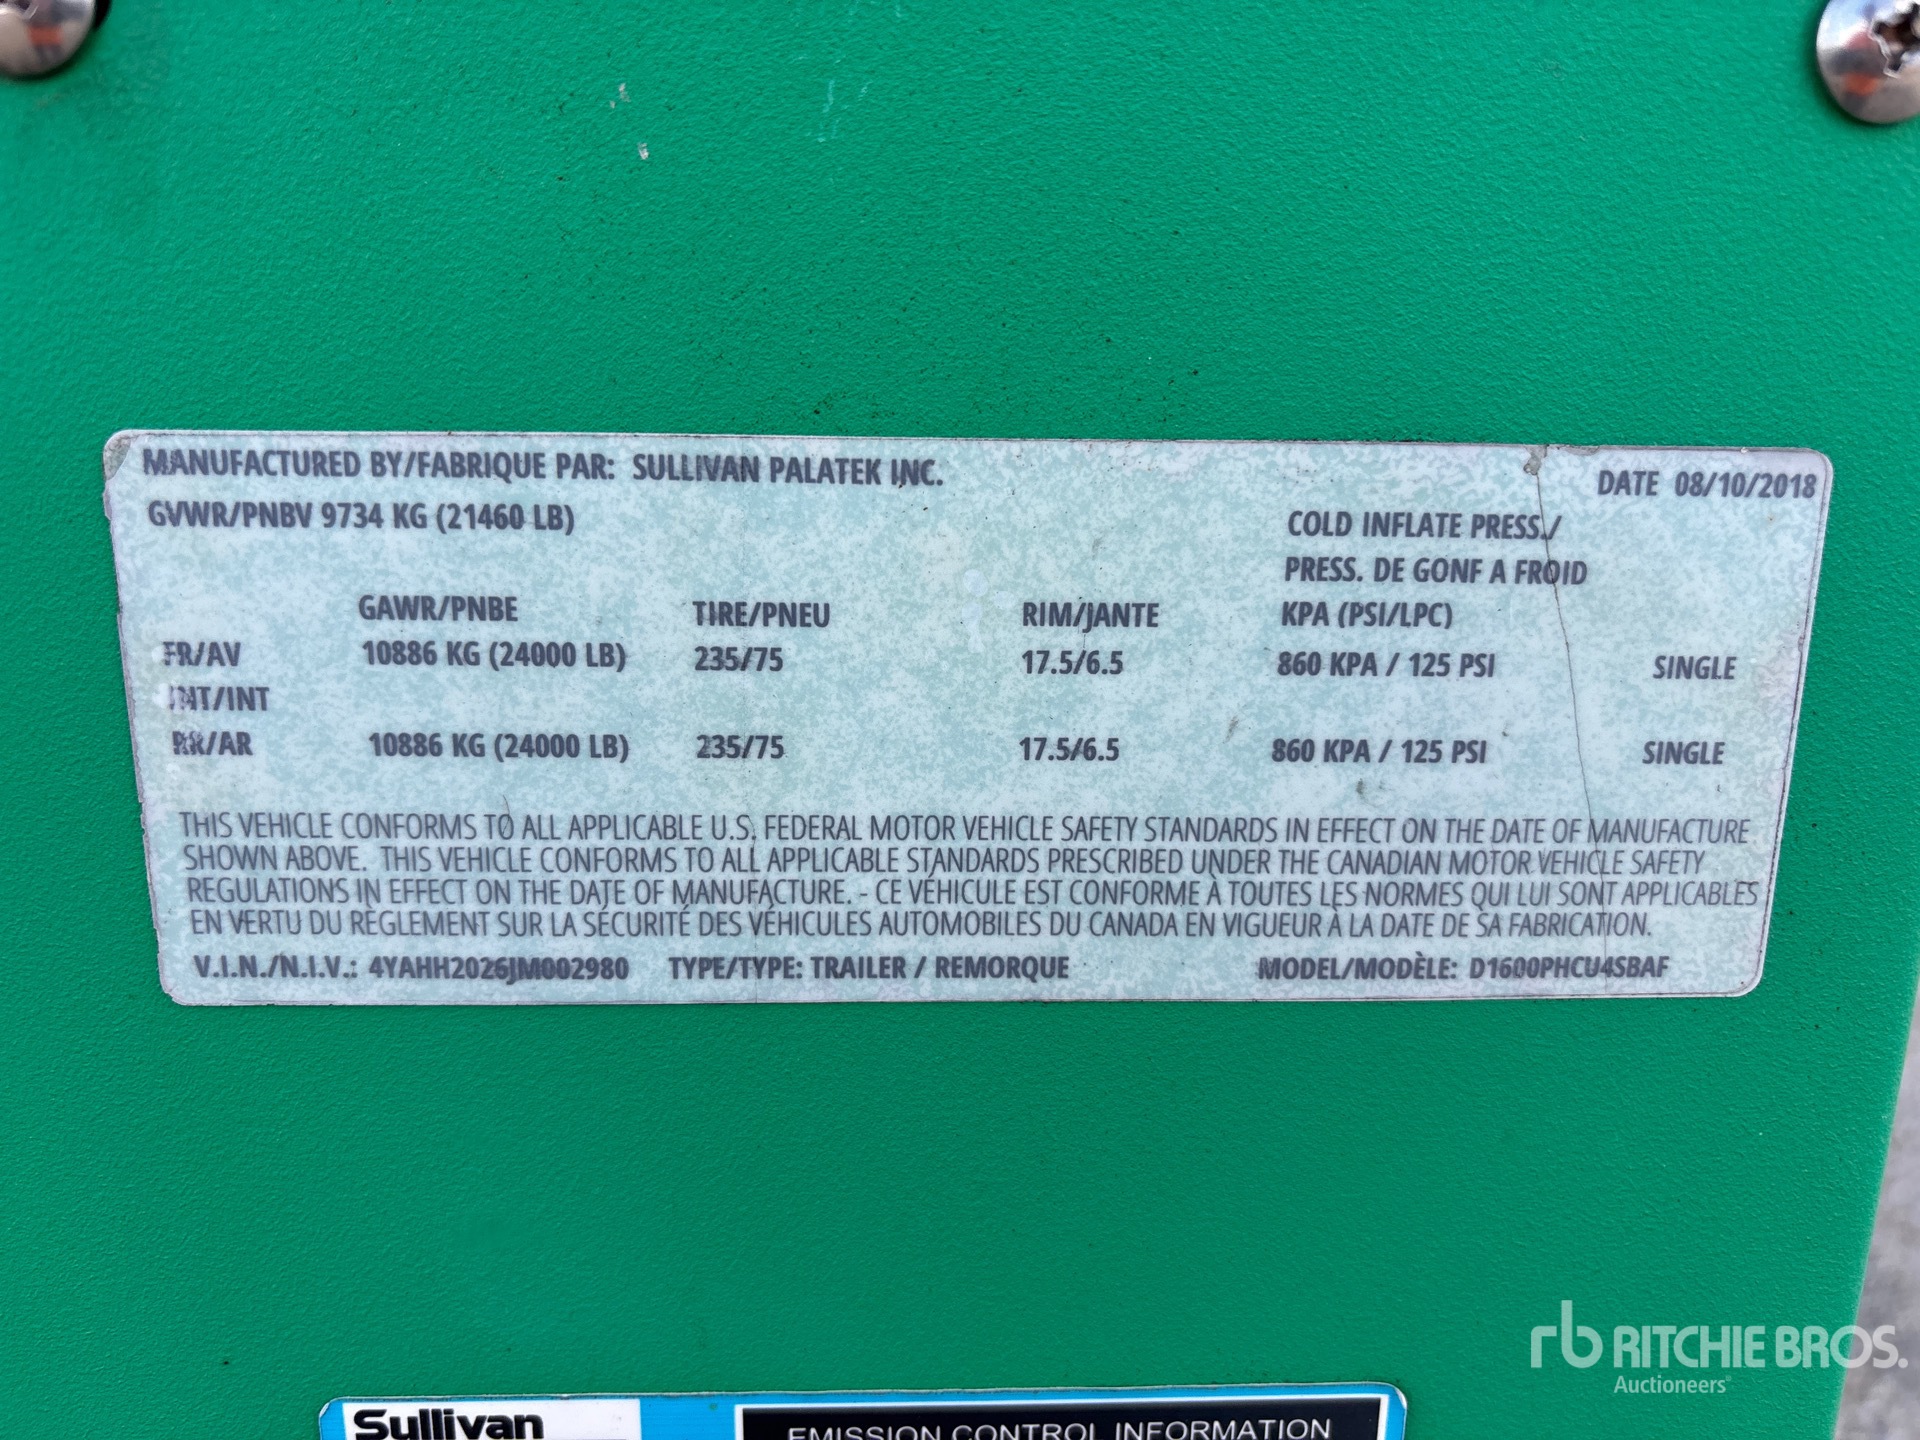 MANUFACTURED BY/FABRIQUE PAR: SULLIVAN PALATEK INC.
DATE 08/10/2018
GVWR/PNBV 9734 KG (21460 LB)
COLD INFLATE PRESS./
PRESS. DE GONF A FROID
GAWR/PNBE TIRE/PNEU RIM/JANTE KPA (PSI/LPC)
FR/AV 10886 KG (24000 LB) 235/75 17.5/6.5 860 KPA / 125 PSI SINGLE
INT/INT
RR/AR 10886 KG (24000 LB) 235/75 17.5/6.5 860 KPA / 125 PSI SINGLE
THIS VEHICLE CONFORMS TO ALL APPLICABLE U.S. FEDERAL MOTOR VEHICLE SAFETY STANDARDS IN EFFECT ON THE DATE OF MANUFACTURE
SHOWN ABOVE. THIS VEHICLE CONFORMS TO ALL APPLICABLE STANDARDS PRESCRIBED UNDER THE CANADIAN MOTOR VEHICLE SAFETY
REGULATIONS IN EFFECT ON THE DATE OF MANUFACTURE. - CE VÉHICULE EST CONFORME À TOUTES LES NORMES QUI LUI SONT APPLICABLES
EN VERTU DU RÈGLEMENT SUR LA SÉCURITÉ DES VÉHICULES AUTOMOBILES DU CANADA EN VIGUEUR À LA DATE DE SA FABRICATION.
V.I.N./N.I.V.: 4YAHH2026JM002980 TYPE/TYPE: TRAILER / REMORQUE MODEL/MODÈLE: D1600PHCU4SBAF
rb RITCHIE BROS.
Auctioneers
Sullivan
EMISSION CONTROL INFORMATION